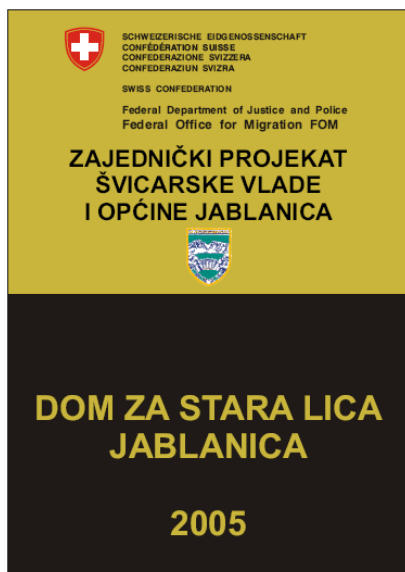 SCHWEIZERISCHE EIDGENOSSENSCHAFT
CONFÉDÉRATION SUISSE
CONFEDERAZIONE SVIZZERA
CONFEDERAZIUN SVIZRA
SWISS CONFEDERATION
Federal Department of Justice and Police
Federal Office for Migration FOM
ZAJEDNIČKI PROJEKAT
ŠVICARSKE VLADE
I OPĆINE JABLANICA
DOM ZA STARA LICA
JABLANICA
2005